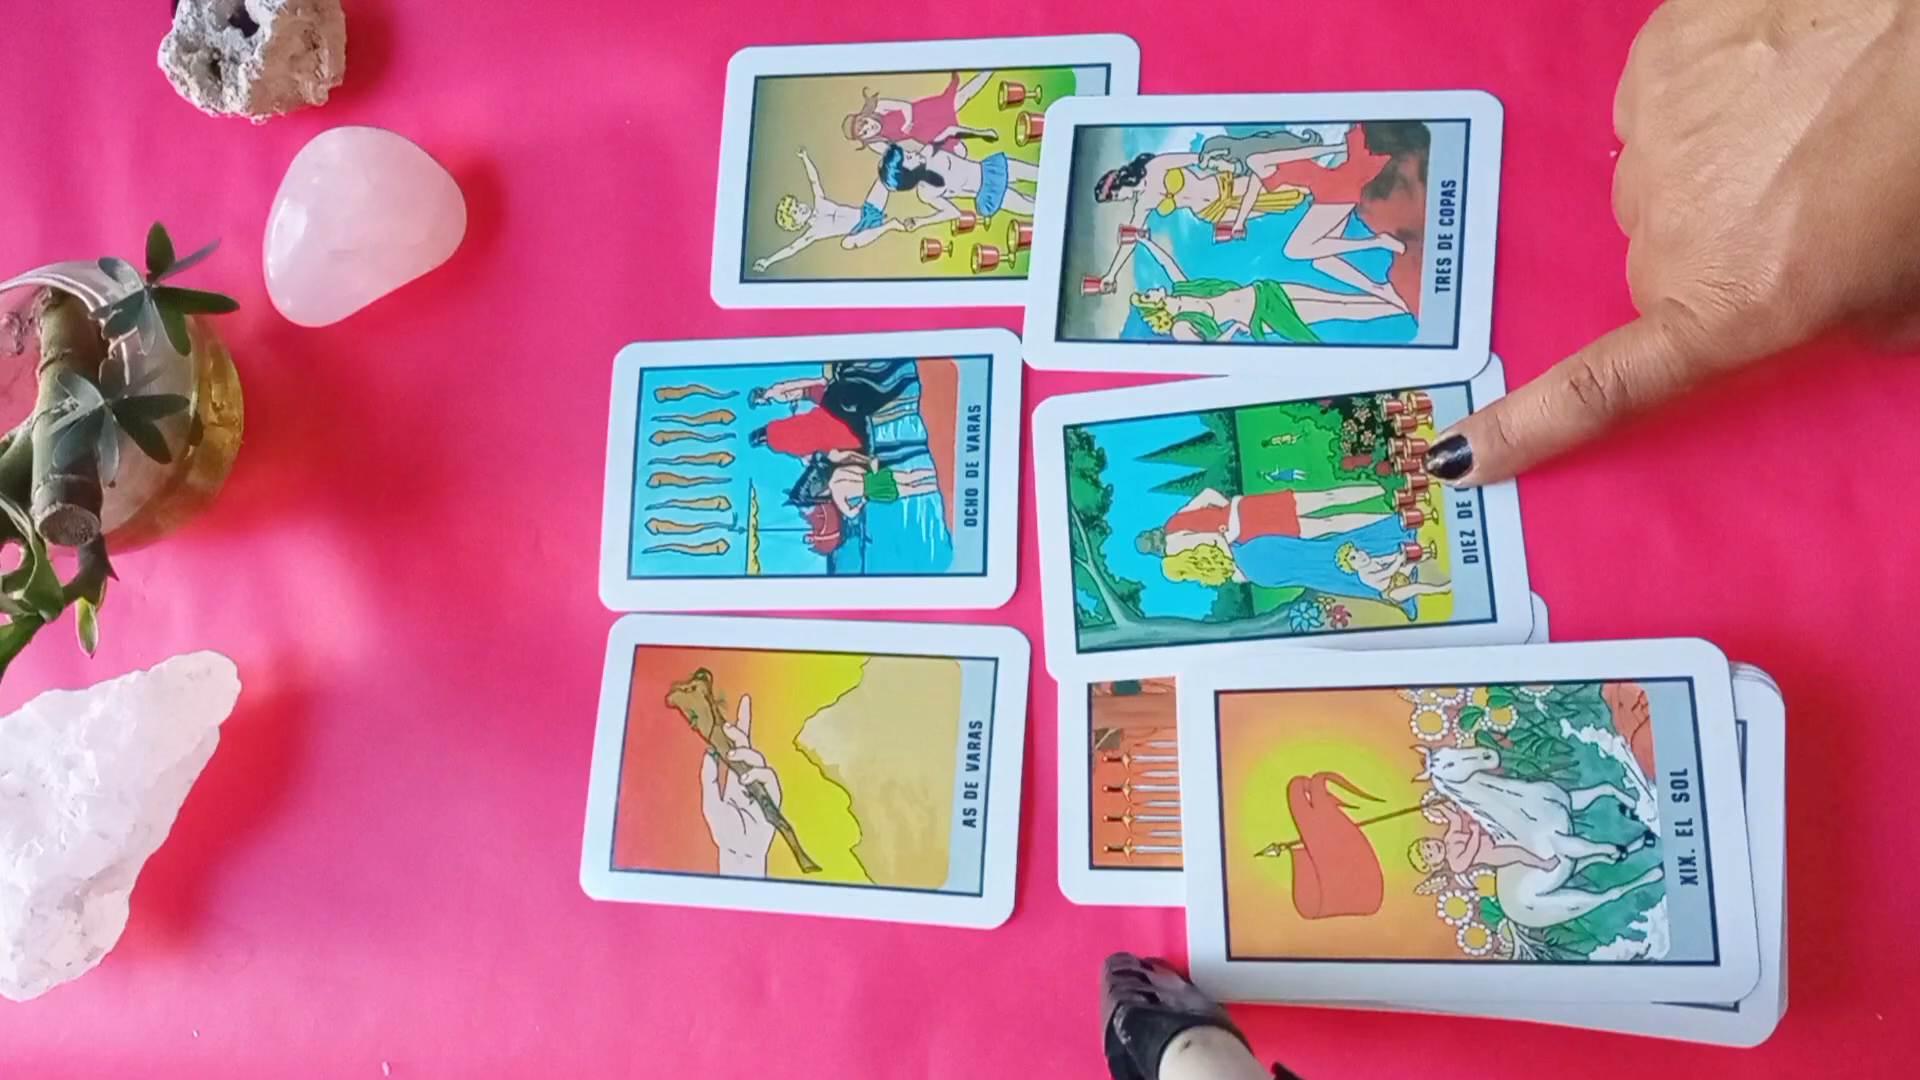 TRES DE COPAS
OCHO DE VARAS
DIEZ DE
AS DE VARAS
XIX. EL SOL